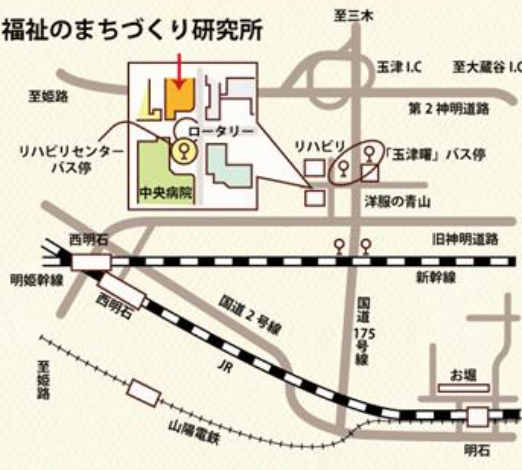 福祉のまちづくり研究所
至三木
玉津 I.C
至大蔵谷 I.C
至姫路
第2神明道路
ロータリー
リハビリセンター
バス停
リハビリ
「玉津曙」バス停
中央病院
洋服の青山
西明石
旧神明道路
明姫幹線
新幹線
西明石
国道2号線
国道
175
号線
至姫路
JR
お堀
山陽電鉄
明石